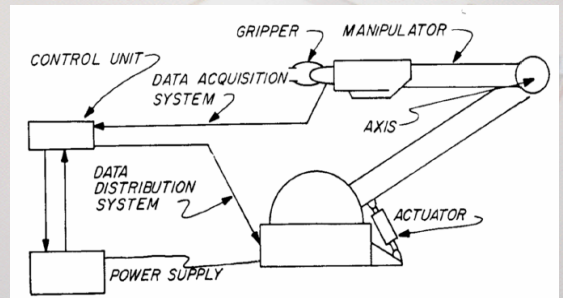 GRIPPER
MANIPULATOR
CONTROL UNIT
DATA ACQUISITION
SYSTEM
AXIS
DATA
DISTRIBUTION
SYSTEM
ACTUATOR
POWER SUPPLY